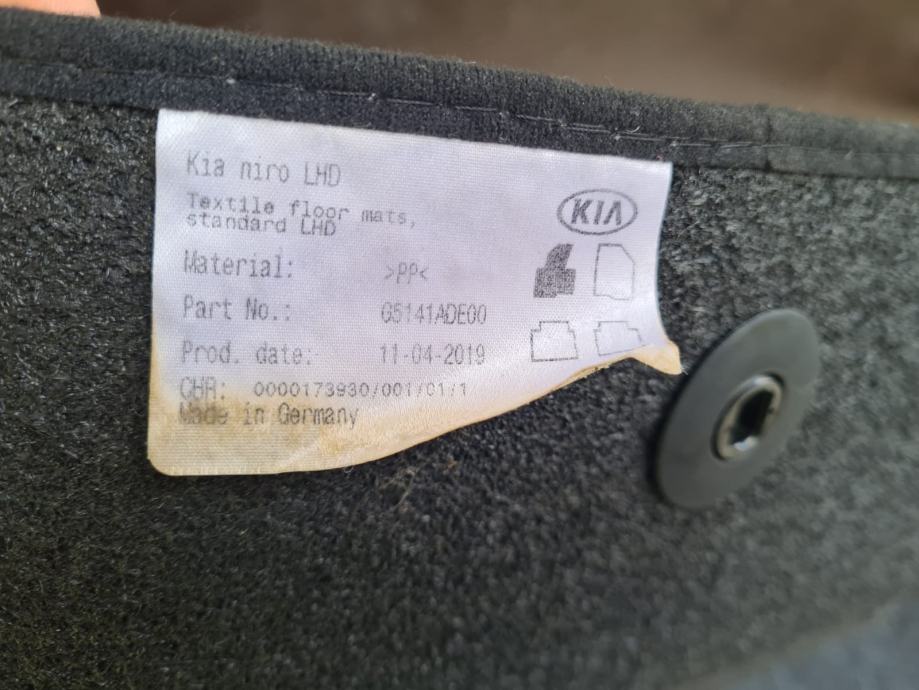 Kia niro LHD
Textile floor mats,
standard LHD
KIA
Material: >PP<
Part No.: G5141ADE00
Prod. date: 11-04-2019
CHR: 0000173930/001/01/1
Made in Germany